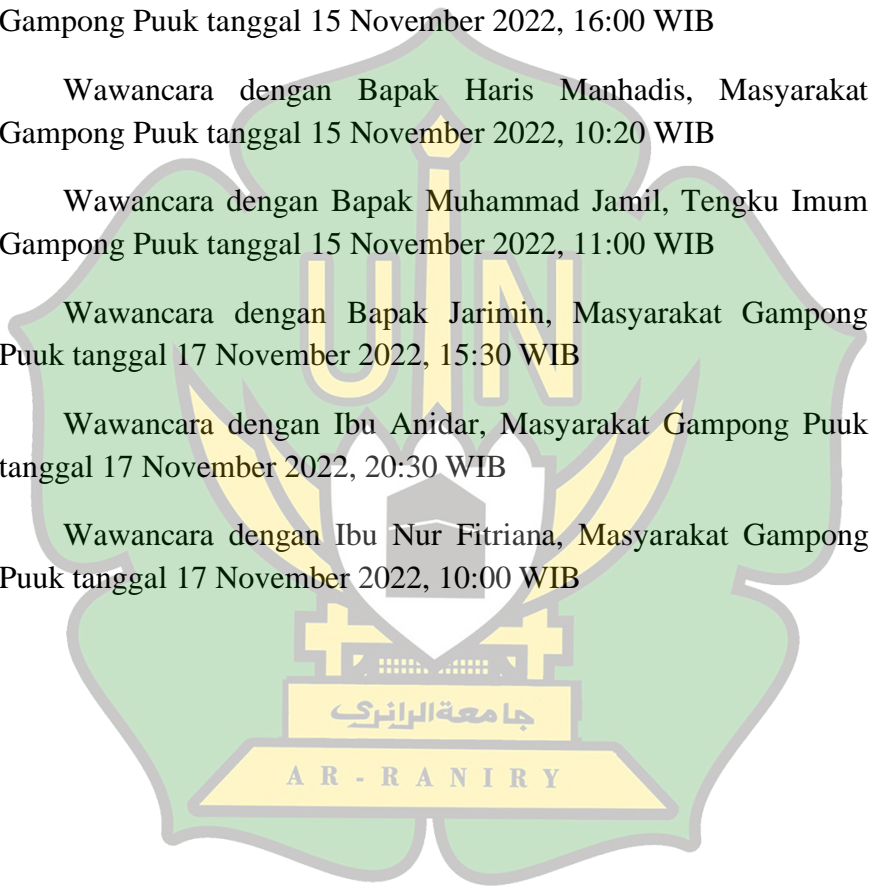 Gampong Puuk tanggal 15 November 2022, 16:00 WIB
Wawancara dengan Bapak Haris Manhadis, Masyarakat
Gampong Puuk tanggal 15 November 2022, 10:20 WIB
Wawancara dengan Bapak Muhammad Jamil, Tengku Imum
Gampong Puuk tanggal 15 November 2022, 11:00 WIB
Wawancara dengan Bapak Jarimin, Masyarakat Gampong
Puuk tanggal 17 November 2022, 15:30 WIB
Wawancara dengan Ibu Anidar, Masyarakat Gampong Puuk
tanggal 17 November 2022, 20:30 WIB
Wawancara dengan Ibu Nur Fitriana, Masyarakat Gampong
Puuk tanggal 17 November 2022, 10:00 WIB
UIN
جامعةالرانري
AR-RANIRY